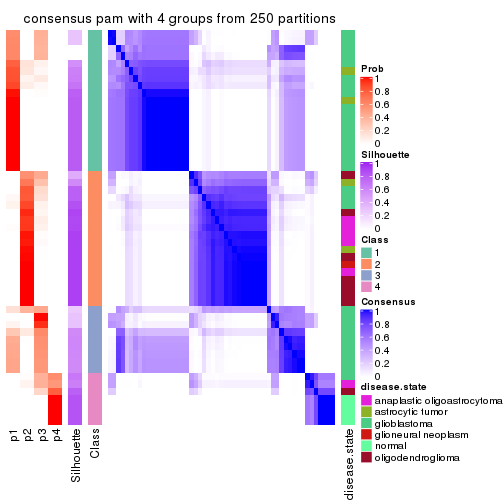 consensus pam with 4 groups from 250 partitions
Prob
1
0.8
0.6
0.4
0.2
0
Silhouette
1
0.8
0.6
0.4
0.2
0
Class
1
2
3
4
Consensus
1
0.8
0.6
0.4
0.2
0
disease.state
anaplastic oligoastrocytoma
astrocytic tumor
glioblastoma
glioneural neoplasm
normal
oligodendroglioma
p1
p2
p3
p4
Silhouette
Class
disease.state